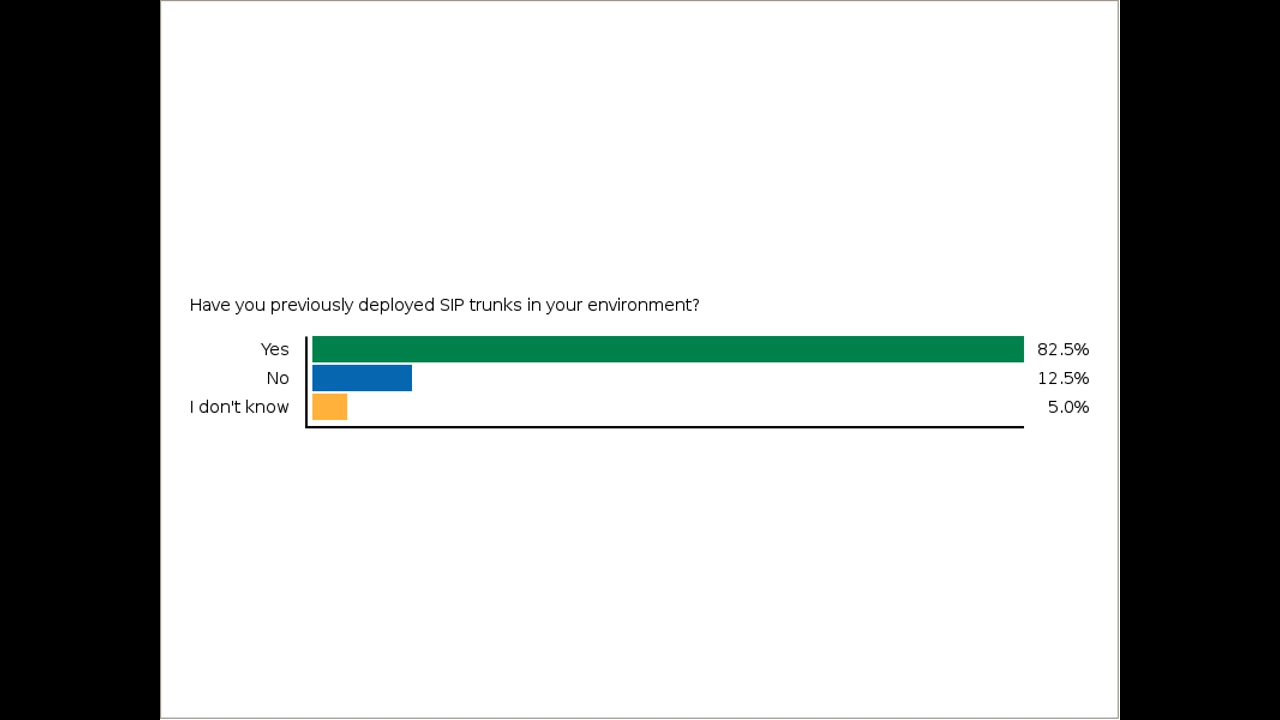 Have you previously deployed SIP trunks in your environment?
Yes 82.5%
No 12.5%
I don't know 5.0%